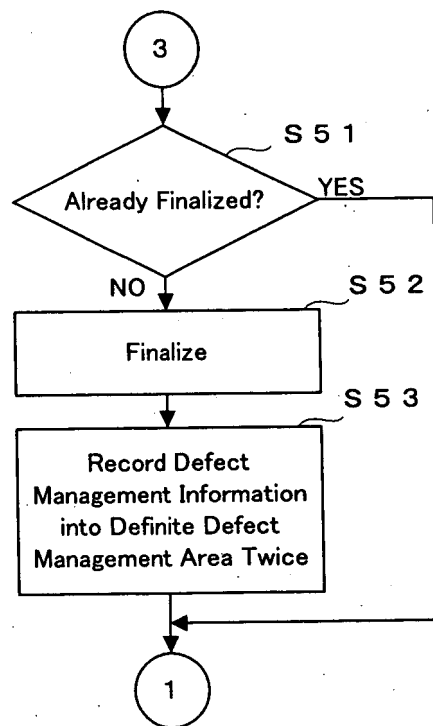 3
S 5 1
Already Finalized?
YES
NO
S 5 2
Finalize
S 5 3
Record Defect
Management Information
into Definite Defect
Management Area Twice
1